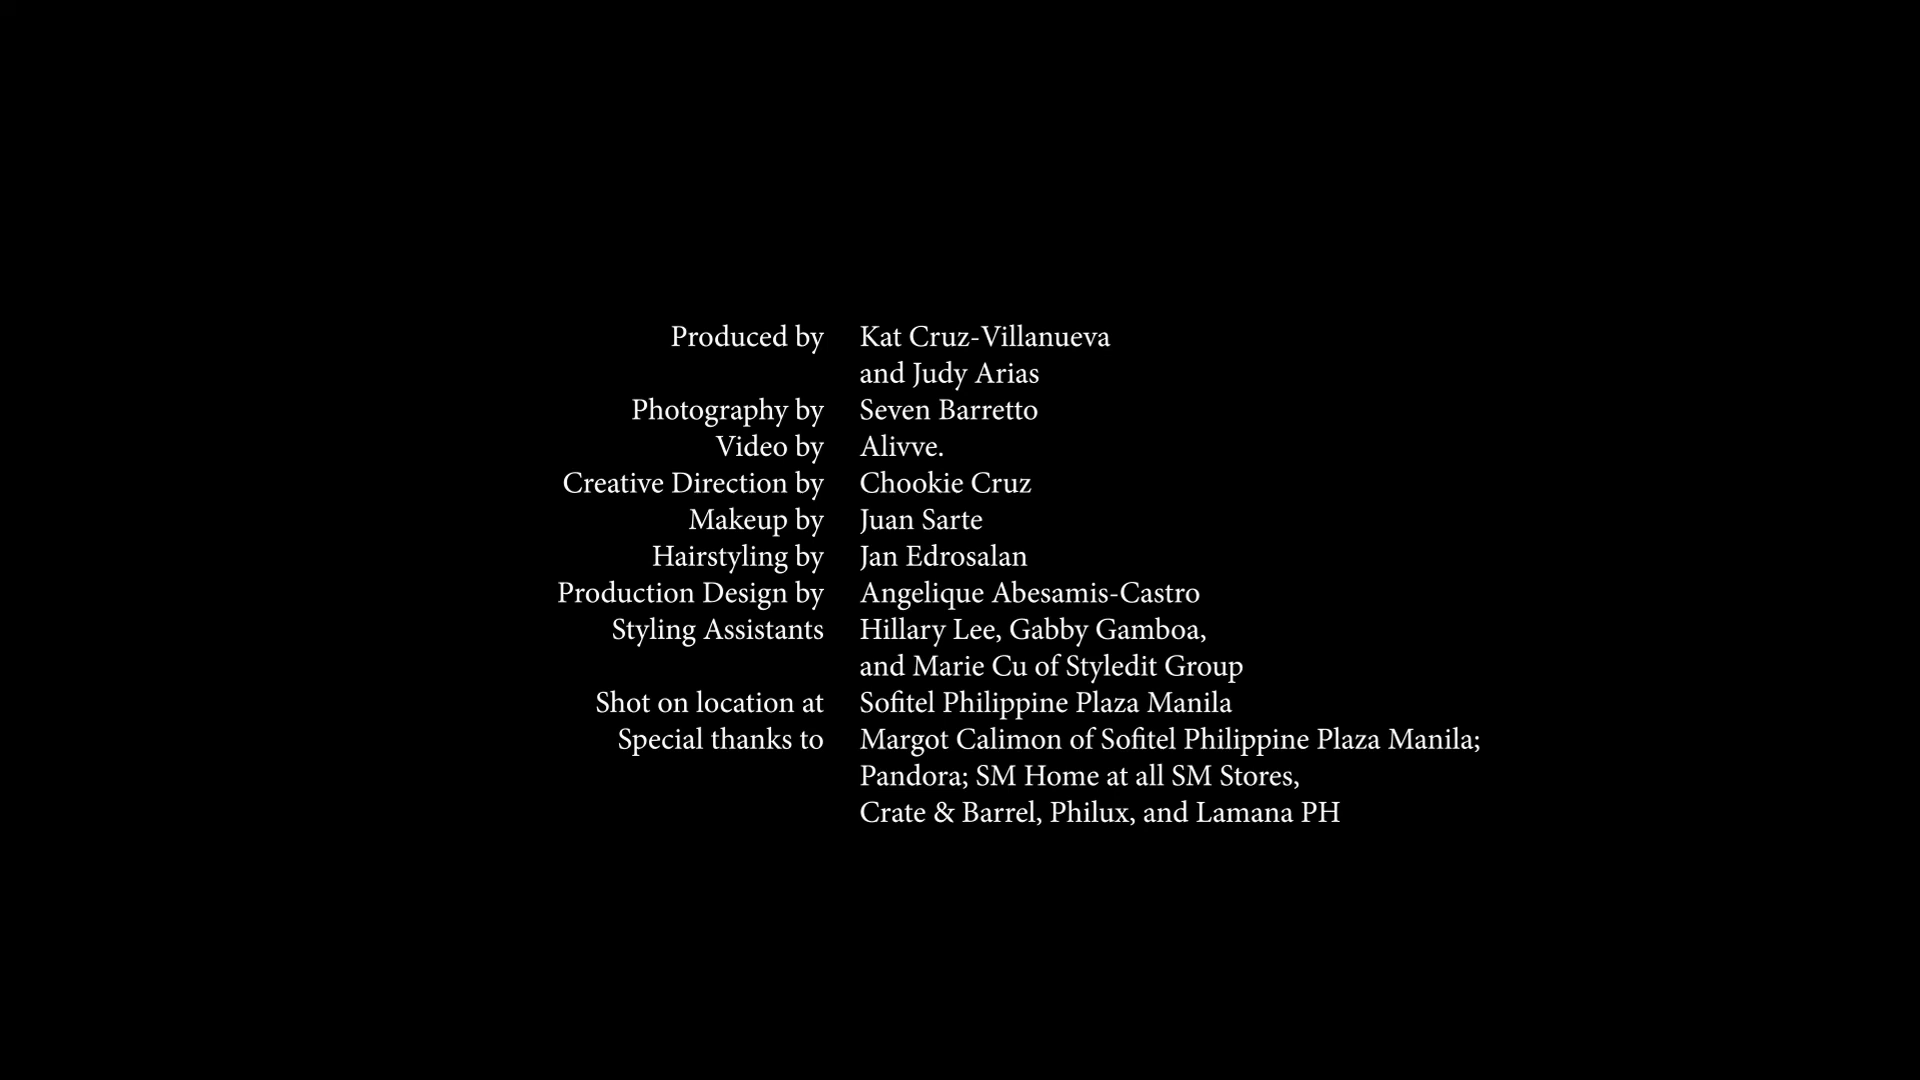 Produced by Kat Cruz-Villanueva
and Judy Arias
Photography by Seven Barretto
Video by Alivve.
Creative Direction by Chookie Cruz
Makeup by Juan Sarte
Hairstyling by Jan Edrosalan
Production Design by Angelique Abesamis-Castro
Styling Assistants Hillary Lee, Gabby Gamboa,
and Marie Cu of Styledit Group
Shot on location at Sofitel Philippine Plaza Manila
Special thanks to Margot Calimon of Sofitel Philippine Plaza Manila;
Pandora; SM Home at all SM Stores,
Crate & Barrel, Philux, and Lamana PH